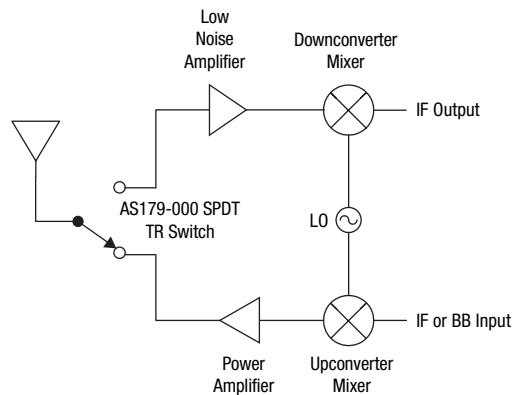 Low
Noise
Amplifier
Downconverter
Mixer
IF Output
AS179-000 SPDT
TR Switch
LO
IF or BB Input
Power
Amplifier
Upconverter
Mixer